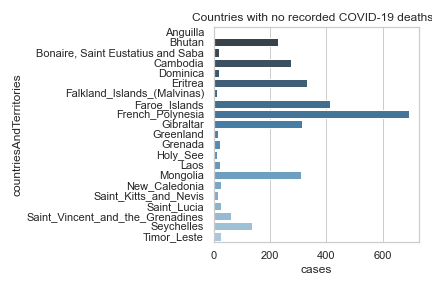 Countries with no recorded COVID-19 deaths
countriesAndTerritories
Anguilla
Bhutan
Bonaire, Saint Eustatius and Saba
Cambodia
Dominica
Eritrea
Falkland_Islands_(Malvinas)
Faroe_Islands
French_Polynesia
Gibraltar
Greenland
Grenada
Holy_See
Laos
Mongolia
New_Caledonia
Saint_Kitts_and_Nevis
Saint_Lucia
Saint_Vincent_and_the_Grenadines
Seychelles
Timor_Leste
0 200 400 600
cases